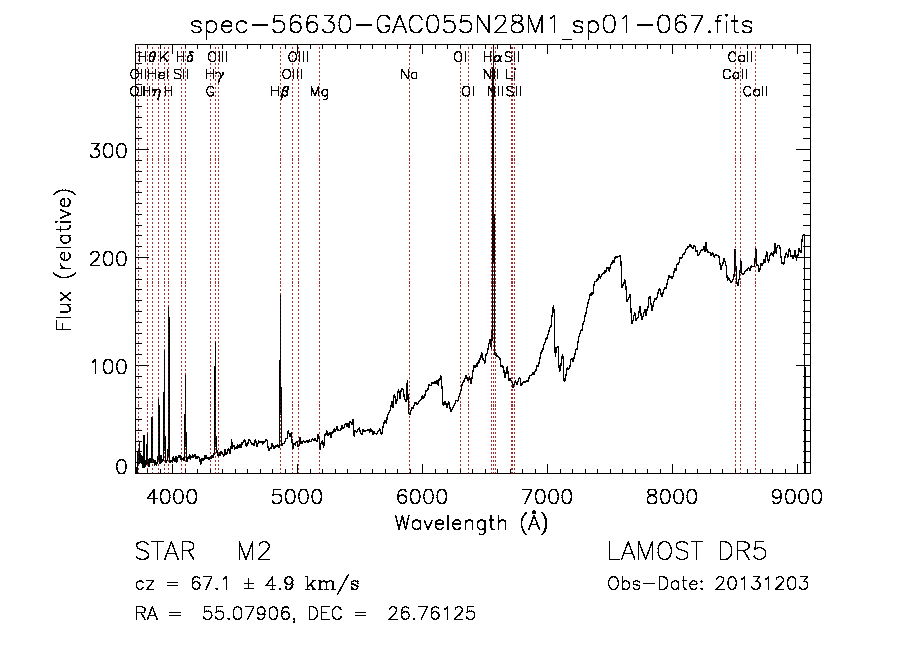 spec-56630-GAC055N28M1_sp01-067.fits
Hθ K Hδ OIII OIII OI Hα SII CaII
OII HeI SII Hγ OIII Na NII Li CaII
OII Hη H G Hβ Mg OI NII SII CaII
300
200
100
0
Flux (relative)
4000 5000 6000 7000 8000 9000
Wavelength (Å)
STAR M2 LAMOST DR5
cz = 67.1 ± 4.9 km/s Obs-Date: 20131203
RA = 55.07906, DEC = 26.76125